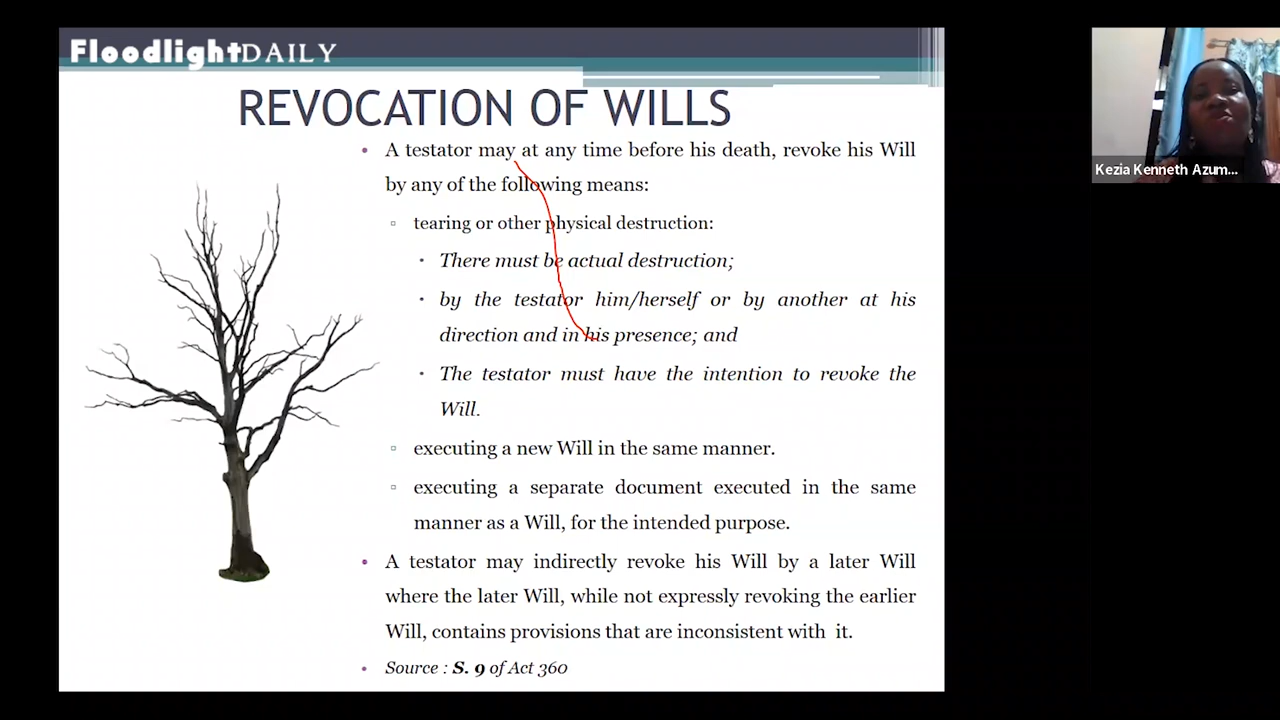 FloodlightDAILY
REVOCATION OF WILLS
• A testator may at any time before his death, revoke his Will
by any of the following means:
▫ tearing or other physical destruction:
• There must be actual destruction;
• by the testator him/herself or by another at his
direction and in his presence; and
• The testator must have the intention to revoke the
Will.
▫ executing a new Will in the same manner.
▫ executing a separate document executed in the same
manner as a Will, for the intended purpose.
• A testator may indirectly revoke his Will by a later Will
where the later Will, while not expressly revoking the earlier
Will, contains provisions that are inconsistent with it.
• Source : S. 9 of Act 360
Kezia Kenneth Azum...